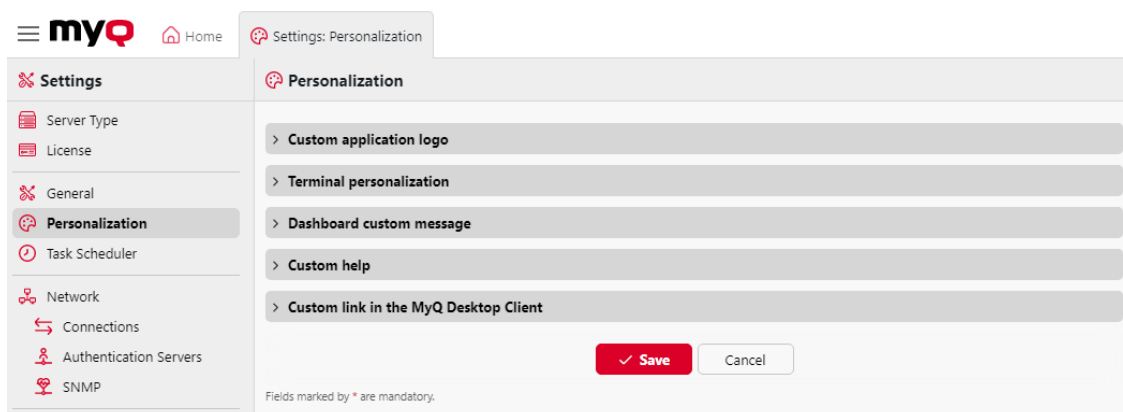 myQ Home Settings: Personalization
Settings
Server Type
License
General
Personalization
Task Scheduler
Network
Connections
Authentication Servers
SNMP
Personalization
> Custom application logo
> Terminal personalization
> Dashboard custom message
> Custom help
> Custom link in the MyQ Desktop Client
Save Cancel
Fields marked by * are mandatory.